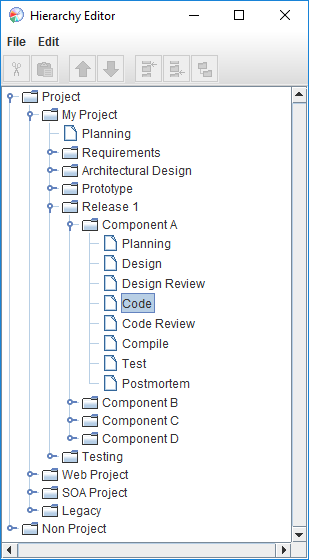 Hierarchy Editor
File Edit
Project
My Project
Planning
Requirements
Architectural Design
Prototype
Release 1
Component A
Planning
Design
Design Review
Code
Code Review
Compile
Test
Postmortem
Component B
Component C
Component D
Testing
Web Project
SOA Project
Legacy
Non Project